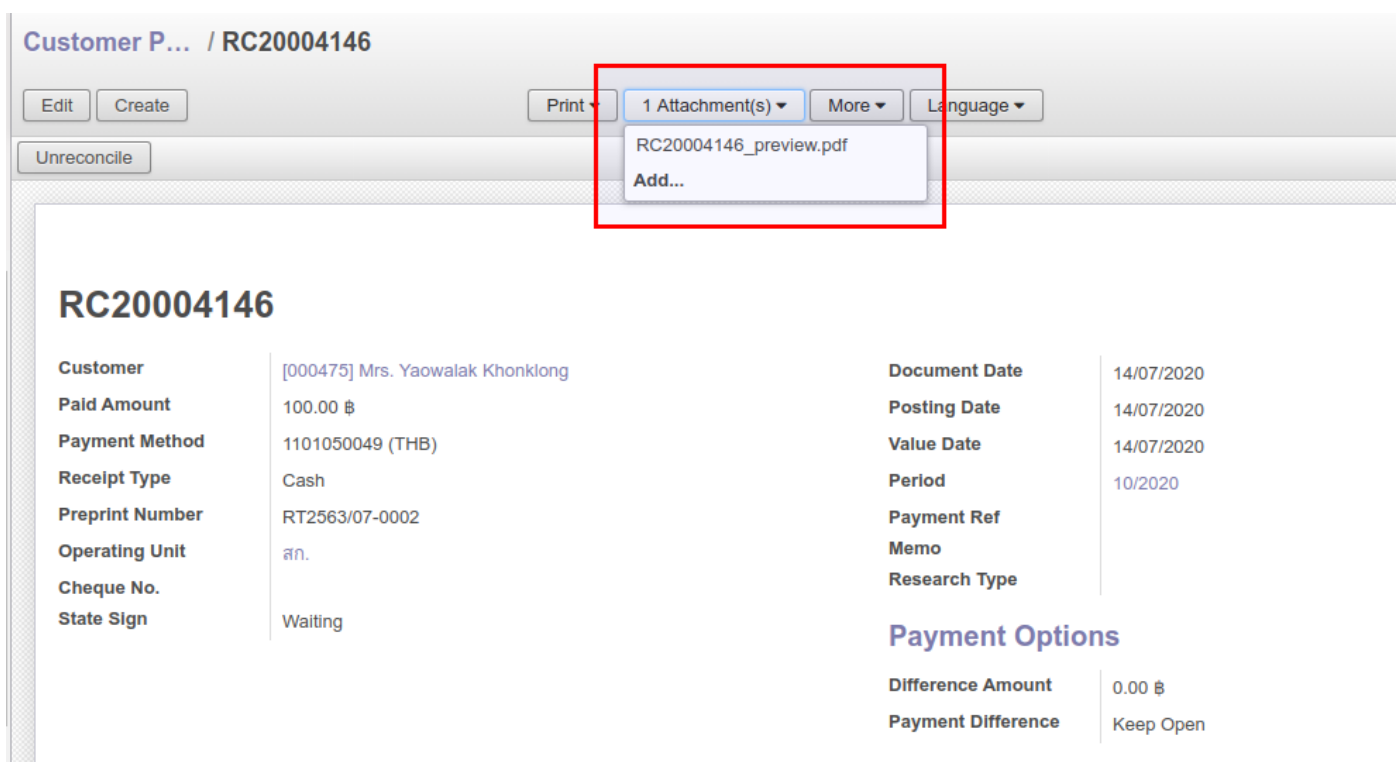 Customer P... / RC20004146
Edit Create Print 1 Attachment(s) More Language
RC20004146_preview.pdf
Add...
Unreconcile
RC20004146
Customer [000475] Mrs. Yaowalak Khonklong
Paid Amount 100.00 ฿
Payment Method 1101050049 (THB)
Receipt Type Cash
Preprint Number RT2563/07-0002
Operating Unit สก.
Cheque No.
State Sign Waiting
Document Date 14/07/2020
Posting Date 14/07/2020
Value Date 14/07/2020
Period 10/2020
Payment Ref
Memo
Research Type
Payment Options
Difference Amount 0.00 ฿
Payment Difference Keep Open